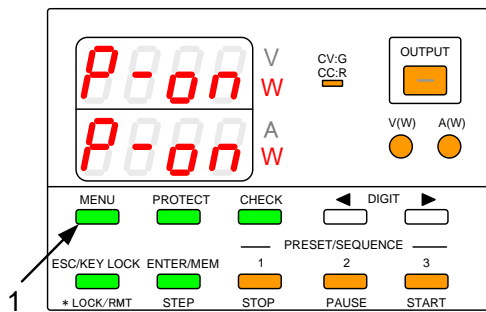 P-on V
W
CV:G
CC:R
OUTPUT
P-on A
W
V(W) A(W)
MENU PROTECT CHECK ◀ DIGIT ▶
PRESET/SEQUENCE
ESC/KEY LOCK ENTER/MEM 1 2 3
* LOCK/RMT STEP STOP PAUSE START
1